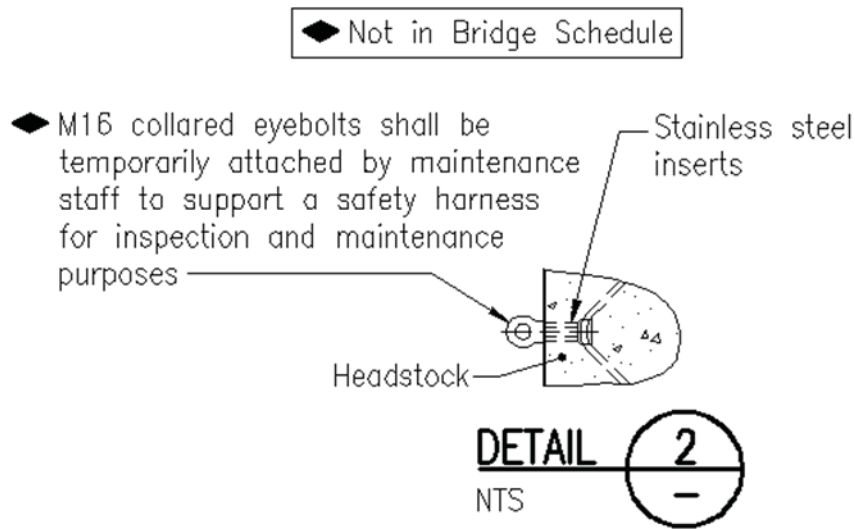 ◆ Not in Bridge Schedule
◆ M16 collared eyebolts shall be
temporarily attached by maintenance
staff to support a safety harness
for inspection and maintenance
purposes
Stainless steel
inserts
Headstock
DETAIL 2
NTS –